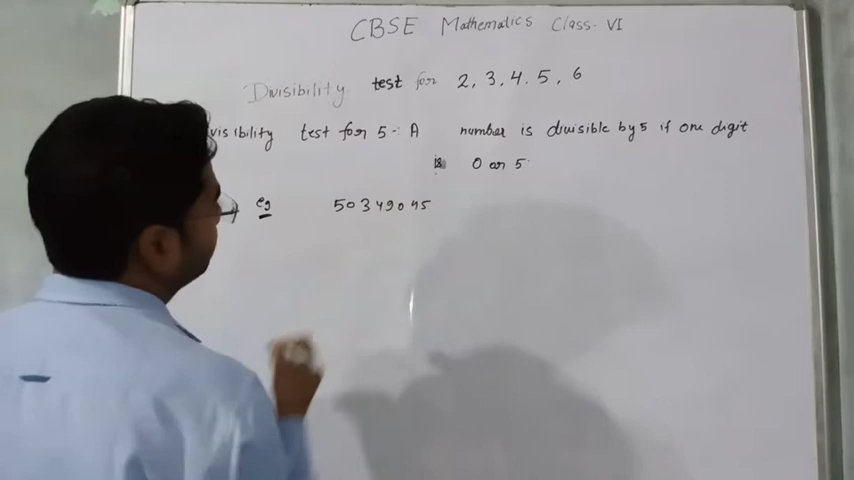 CBSE Mathematics Class - VI
Divisibility test for 2, 3, 4. 5, 6
visibility test for 5 :- A number is divisible by 5 if one digit
is 0 or 5
eg 50349045